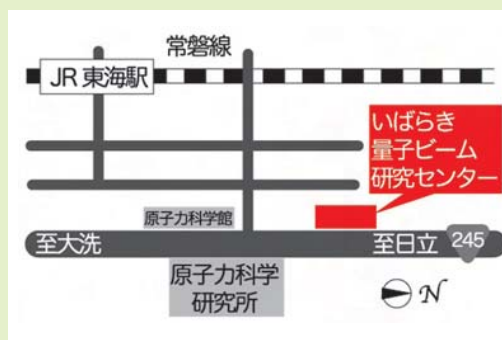 常磐線
JR 東海駅
いばらき
量子ビーム
研究センター
原子力科学館
至大洗
至日立
245
原子力科学
研究所
N